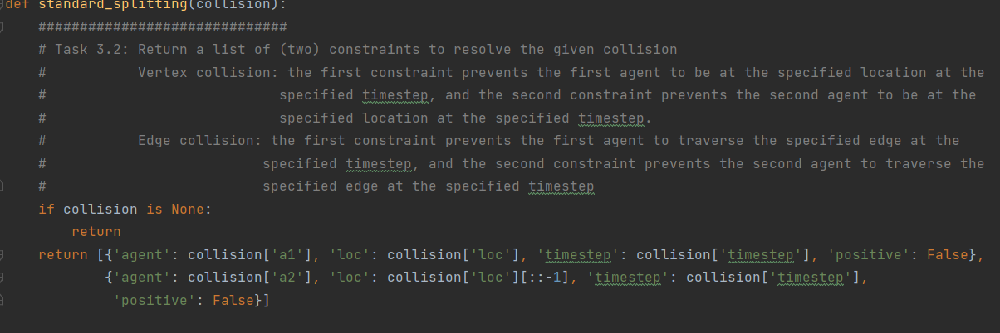 def standard_splitting(collision):
    ##############################
    # Task 3.2: Return a list of (two) constraints to resolve the given collision
    #           Vertex collision: the first constraint prevents the first agent to be at the specified location at the
    #                            specified timestep, and the second constraint prevents the second agent to be at the
    #                            specified location at the specified timestep.
    #           Edge collision: the first constraint prevents the first agent to traverse the specified edge at the
    #                          specified timestep, and the second constraint prevents the second agent to traverse the
    #                          specified edge at the specified timestep
    if collision is None:
        return
    return [{'agent': collision['a1'], 'loc': collision['loc'], 'timestep': collision['timestep'], 'positive': False},
            {'agent': collision['a2'], 'loc': collision['loc'][::-1], 'timestep': collision['timestep'],
             'positive': False}]